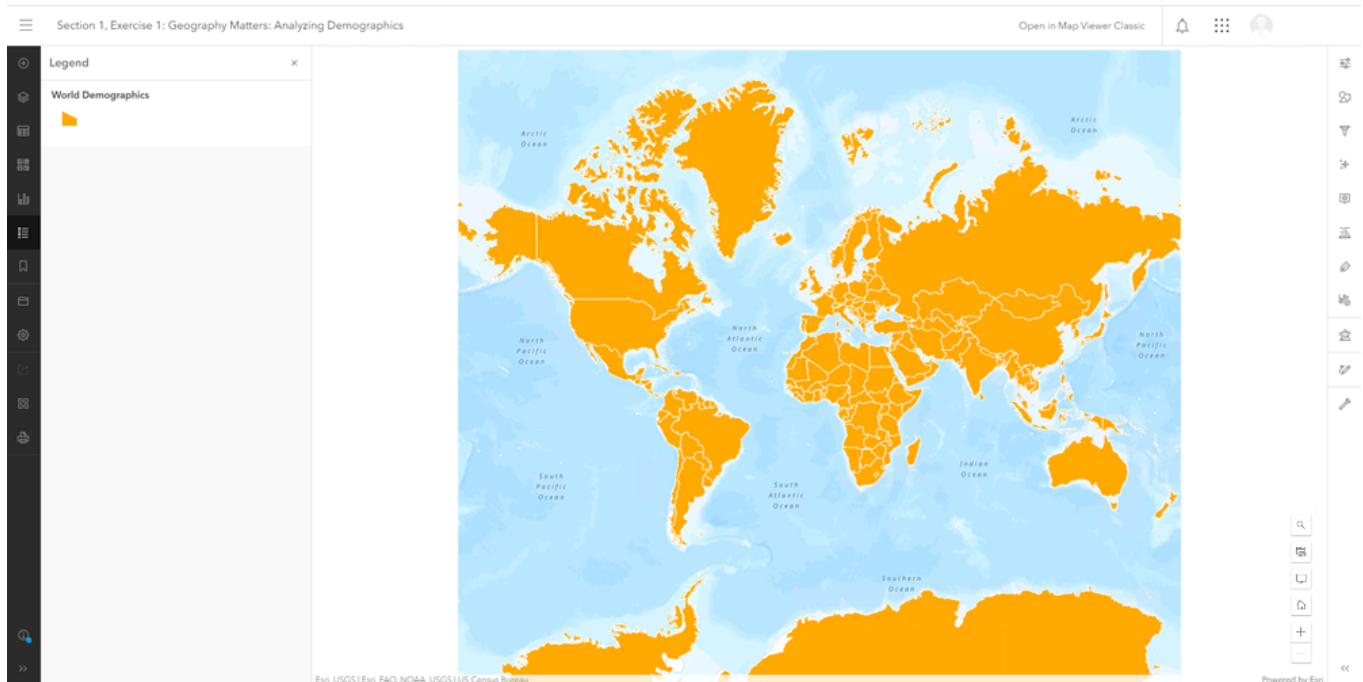 Section 1, Exercise 1: Geography Matters: Analyzing Demographics
Open in Map Viewer Classic
Legend
World Demographics
Arctic
Ocean
Arctic
Ocean
North
Pacific
Ocean
North
Atlantic
Ocean
North
Pacific
Ocean
South
Pacific
Ocean
South
Atlantic
Ocean
Indian
Ocean
Southern
Ocean
Esri, USGS | Esri, FAO, NOAA, USGS | US Census Bureau
Powered by Esri